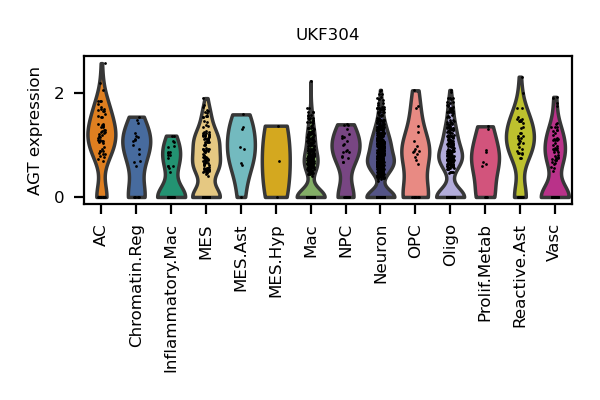 UKF304
AGT expression
2
0
AC
Chromatin.Reg
Inflammatory.Mac
MES
MES.Ast
MES.Hyp
Mac
NPC
Neuron
OPC
Oligo
Prolif.Metab
Reactive.Ast
Vasc